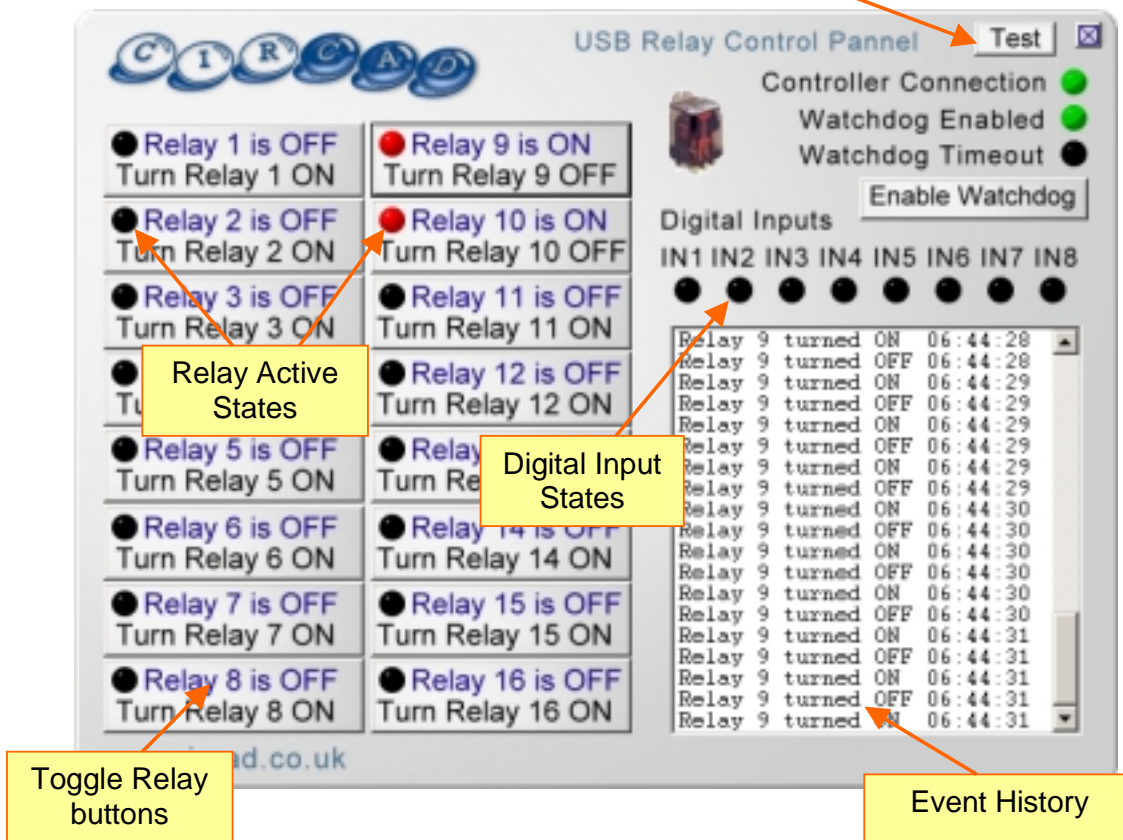 CIRCAD
USB Relay Control Pannel
Test
Controller Connection
Watchdog Enabled
Watchdog Timeout
Enable Watchdog
Relay 1 is OFF
Turn Relay 1 ON
Relay 9 is ON
Turn Relay 9 OFF
Relay 2 is OFF
Turn Relay 2 ON
Relay 10 is ON
Turn Relay 10 OFF
Relay 3 is OFF
Turn Relay 3 ON
Relay 11 is OFF
Turn Relay 11 ON
Relay 12 is OFF
Turn Relay 12 ON
Relay 5 is OFF
Turn Relay 5 ON
Relay
Turn
Relay 6 is OFF
Turn Relay 6 ON
Relay 14 is OFF
Turn Relay 14 ON
Relay 7 is OFF
Turn Relay 7 ON
Relay 15 is OFF
Turn Relay 15 ON
Relay 8 is OFF
Turn Relay 8 ON
Relay 16 is OFF
Turn Relay 16 ON
Relay Active
States
Digital Inputs
IN1 IN2 IN3 IN4 IN5 IN6 IN7 IN8
Digital Input
States
Relay 9 turned ON 06:44:28
Relay 9 turned OFF 06:44:28
Relay 9 turned ON 06:44:29
Relay 9 turned OFF 06:44:29
Relay 9 turned ON 06:44:29
Relay 9 turned OFF 06:44:29
Relay 9 turned ON 06:44:29
Relay 9 turned OFF 06:44:29
Relay 9 turned ON 06:44:30
Relay 9 turned OFF 06:44:30
Relay 9 turned ON 06:44:30
Relay 9 turned OFF 06:44:30
Relay 9 turned ON 06:44:30
Relay 9 turned OFF 06:44:30
Relay 9 turned ON 06:44:31
Relay 9 turned OFF 06:44:31
Relay 9 turned ON 06:44:31
Relay 9 turned OFF 06:44:31
Relay 9 turned ON 06:44:31
ad.co.uk
Toggle Relay
buttons
Event History